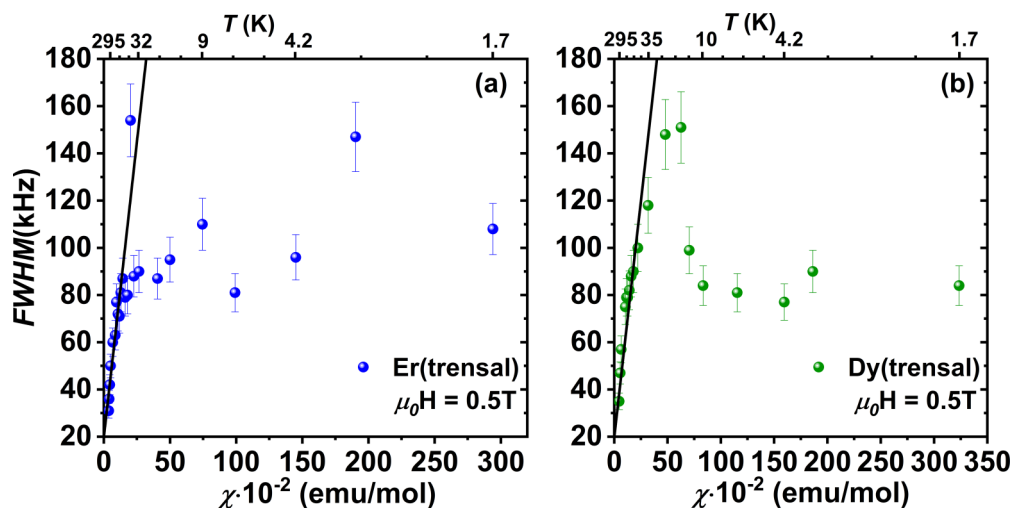 T (K)
295 32 9 4.2 1.7
180
160
140
120
100
80
60
40
20
FWHM(kHz)
(a)
Er(trensal)
μ0H = 0.5T
0 50 100 150 200 250 300
χ·10-2 (emu/mol)
T (K)
295 35 10 4.2 1.7
180
160
140
120
100
80
60
40
20
(b)
Dy(trensal)
μ0H = 0.5T
0 50 100 150 200 250 300 350
χ·10-2 (emu/mol)